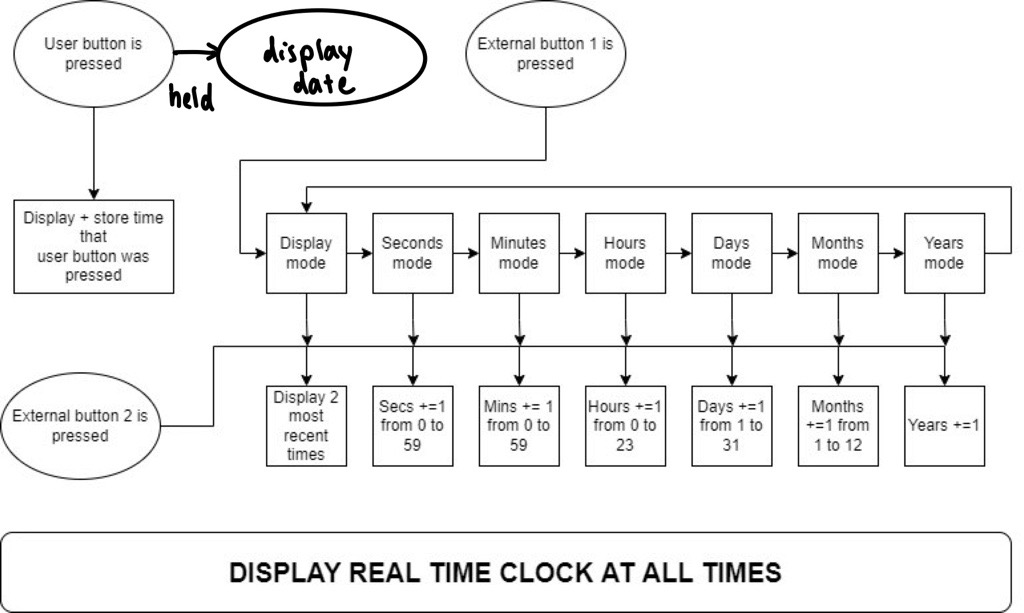 User button is
pressed
held
display
date
External button 1 is
pressed
Display + store time
that
user button was
pressed
Display
mode
Seconds
mode
Minutes
mode
Hours
mode
Days
mode
Months
mode
Years
mode
External button 2 is
pressed
Display 2
most
recent
times
Secs +=1
from 0 to
59
Mins += 1
from 0 to
59
Hours +=1
from 0 to
23
Days +=1
from 1 to
31
Months
+=1 from
1 to 12
Years +=1
DISPLAY REAL TIME CLOCK AT ALL TIMES